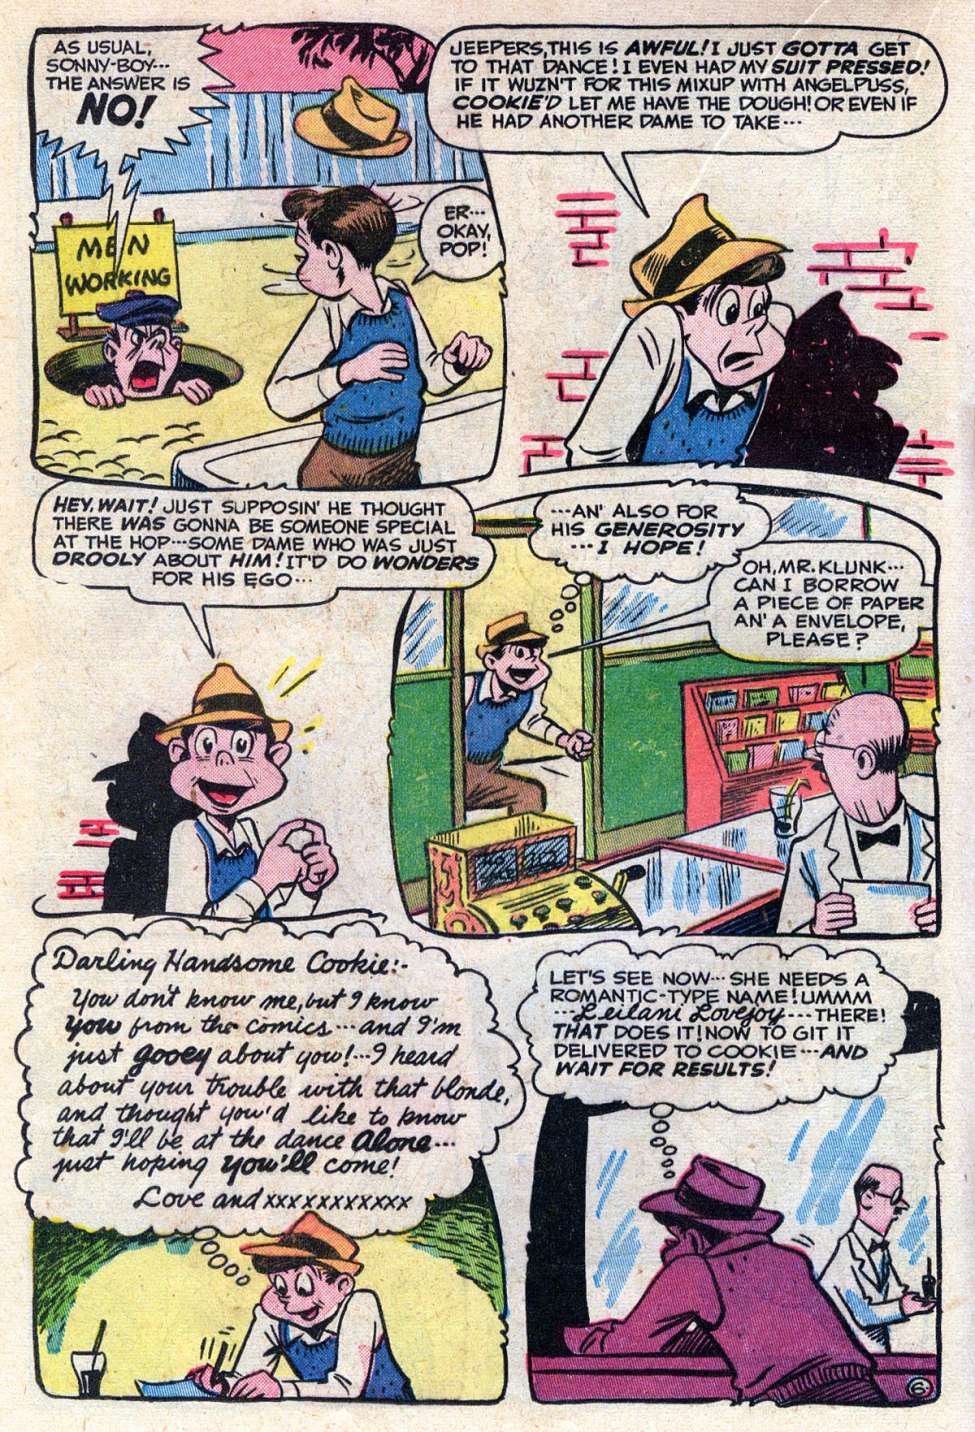 AS USUAL,
SONNY-BOY---
THE ANSWER IS
NO!
MEN
WORKING
ER---
OKAY,
POP!
JEEPERS, THIS IS AWFUL! I JUST GOTTA GET
TO THAT DANCE! I EVEN HAD MY SUIT PRESSED!
IF IT WUZN'T FOR THIS MIXUP WITH ANGELPUSS,
COOKIE'D LET ME HAVE THE DOUGH! OR EVEN IF
HE HAD ANOTHER DAME TO TAKE---
HEY, WAIT! JUST SUPPOSIN' HE THOUGHT
THERE WAS GONNA BE SOMEONE SPECIAL
AT THE HOP---SOME DAME WHO WAS JUST
DROOLY ABOUT HIM! IT'D DO WONDERS
FOR HIS EGO---
---AN' ALSO FOR
HIS GENEROSITY
---I HOPE!
OH, MR. KLUNK---
CAN I BORROW
A PIECE OF PAPER
AN' A ENVELOPE,
PLEASE?
Darling Handsome Cookie:-
You don't know me, but I know
you from the comics---and I'm
just gooey about you!---I heard
about your trouble with that blonde,
and thought you'd like to know
that I'll be at the dance alone---
just hoping you'll come!
Love and xxxxxxxxxxx
LET'S SEE NOW---SHE NEEDS A
ROMANTIC-TYPE NAME! UMMM
---Leilani Lovejoy---THERE!
THAT DOES IT! NOW TO GIT IT
DELIVERED TO COOKIE---AND
WAIT FOR RESULTS!
6